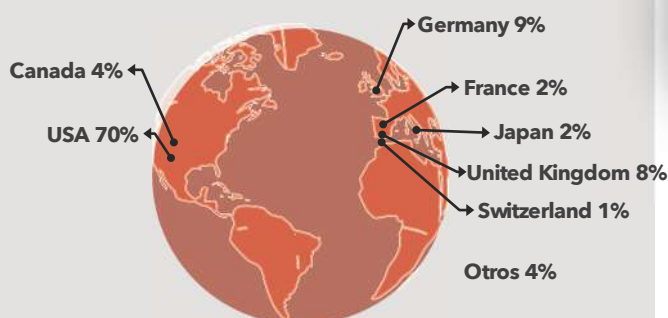 Germany 9%
Canada 4%
France 2%
USA 70%
Japan 2%
United Kingdom 8%
Switzerland 1%
Otros 4%